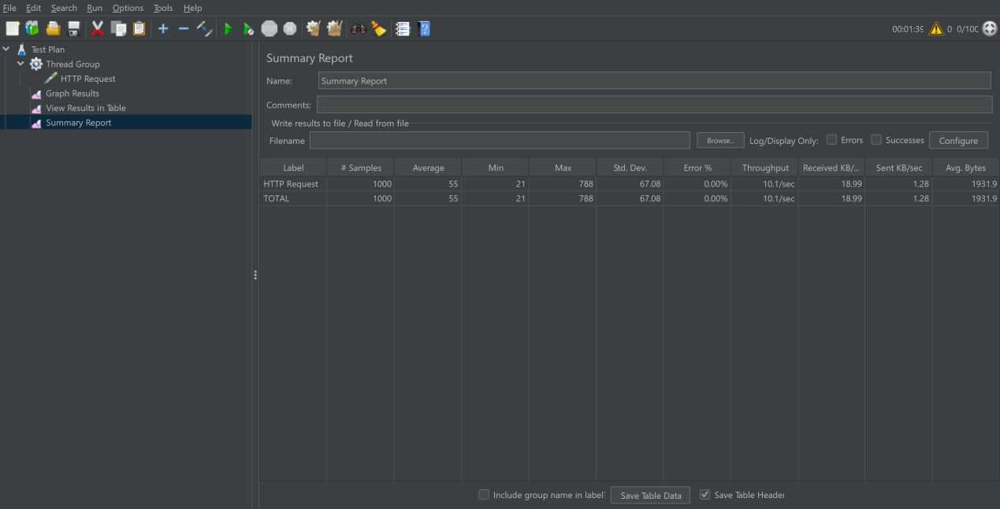 File Edit Search Run Options Tools Help
00:01:39 0 0/100
Test Plan
Thread Group
HTTP Request
Graph Results
View Results in Table
Summary Report
Summary Report
Name: Summary Report
Comments:
Write results to file / Read from file
Filename Browse... Log/Display Only: Errors Successes Configure
Label # Samples Average Min Max Std. Dev. Error % Throughput Received KB/... Sent KB/sec Avg. Bytes
HTTP Request 1000 55 21 788 67.08 0.00% 10.1/sec 18.99 1.28 1931.9
TOTAL 1000 55 21 788 67.08 0.00% 10.1/sec 18.99 1.28 1931.9
Include group name in label? Save Table Data Save Table Header